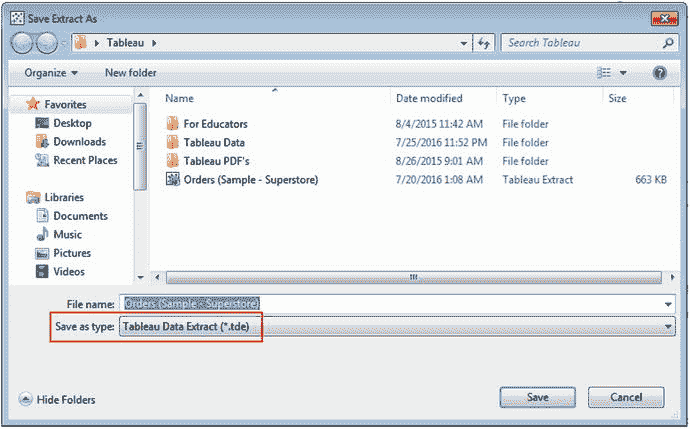 Save Extract As
Tableau
Search Tableau
Organize New folder
Favorites
Desktop
Downloads
Recent Places
Libraries
Documents
Music
Pictures
Videos
Name Date modified Type Size
For Educators 8/4/2015 11:42 AM File folder
Tableau Data 7/25/2016 11:52 PM File folder
Tableau PDF's 8/26/2015 9:01 AM File folder
Orders (Sample - Superstore) 7/20/2016 1:08 AM Tableau Extract 663 KB
File name: Orders (Sample - Superstore)
Save as type: Tableau Data Extract (*.tde)
Hide Folders Save Cancel